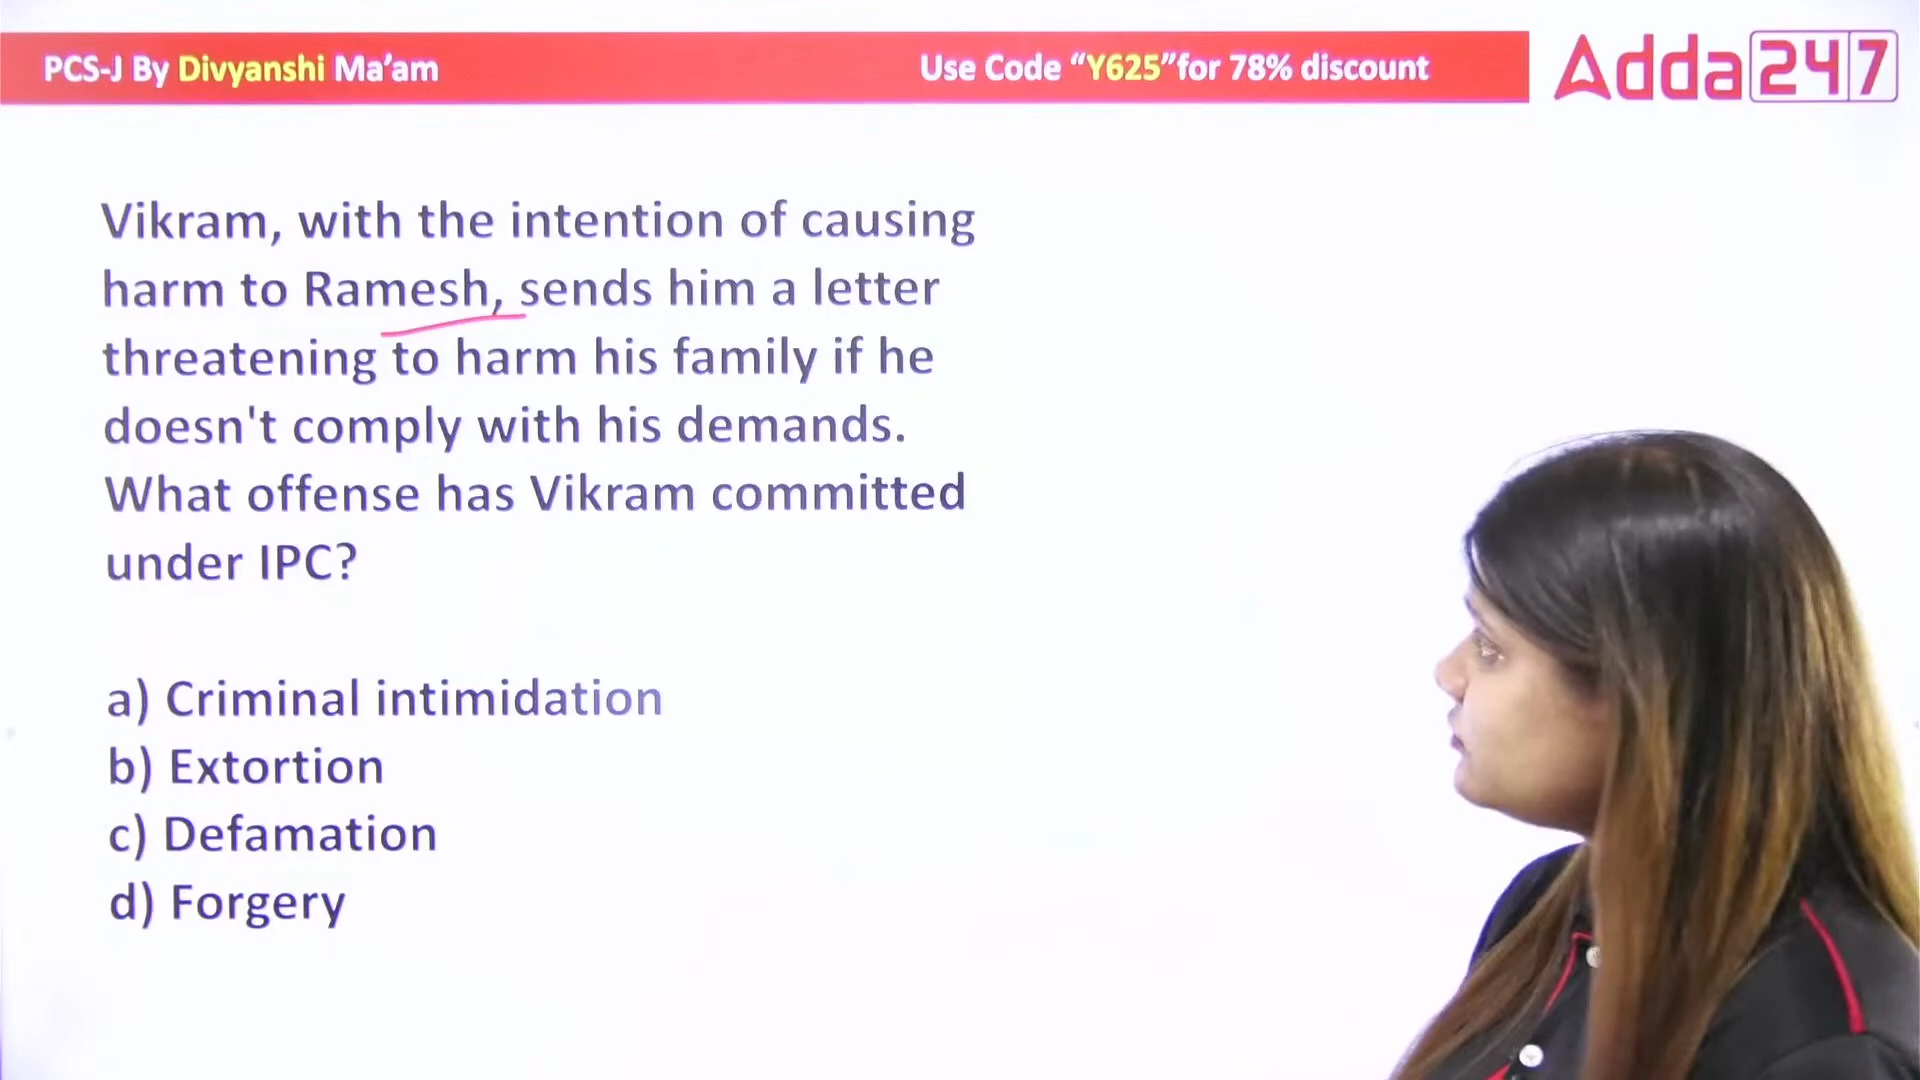 PCS-J By Divyanshi Ma’am
Use Code “Y625”for 78% discount
Adda247
Vikram, with the intention of causing
harm to Ramesh, sends him a letter
threatening to harm his family if he
doesn't comply with his demands.
What offense has Vikram committed
under IPC?
a) Criminal intimidation
b) Extortion
c) Defamation
d) Forgery